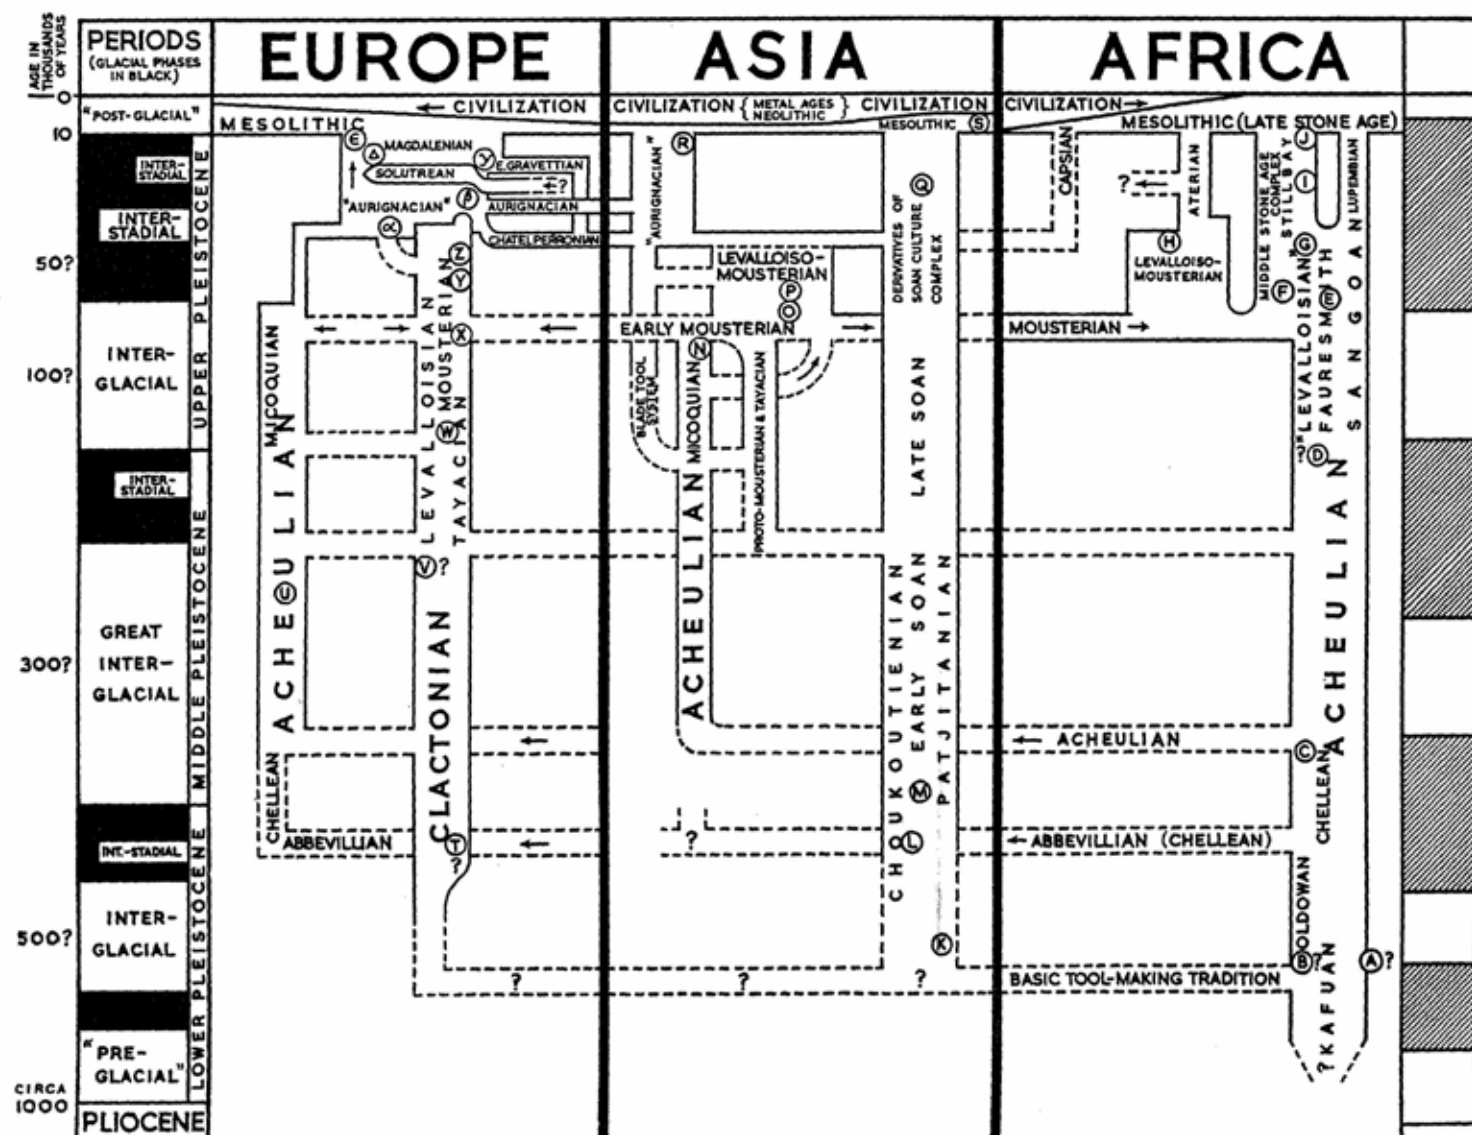 AGE IN
THOUSANDS
OF YEARS
PERIODS
(GLACIAL PHASES
IN BLACK)
EUROPE
ASIA
AFRICA
0
"POST-GLACIAL"
10
INTER-
STADIAL
INTER-
STADIAL
50?
INTER-
GLACIAL
100?
INTER-
STADIAL
GREAT
INTER-
GLACIAL
300?
INT.-STADIAL
INTER-
GLACIAL
500?
"PRE-
GLACIAL"
CIRCA
1000
PLIOCENE
UPPER PLEISTOCENE
MIDDLE PLEISTOCENE
LOWER PLEISTOCENE
← CIVILIZATION
MESOLITHIC
E
Δ
MAGDALENIAN
γ
E.GRAVETTIAN
SOLUTREAN
?
β
"AURIGNACIAN"
AURIGNACIAN
α
CHATELPERRONIAN
Z
Y
X
W
V?
U
T
?
MICOQUIAN
ACHEULIAN
CHELLEAN
ABBEVILLIAN
LEVALLOISIAN
MOUSTERIAN
TAYACIAN
CLACTONIAN
?
CIVILIZATION { METAL AGES
NEOLITHIC } CIVILIZATION
MESOLITHIC S
R
"AURIGNACIAN"
Q
DERIVATIVES OF
SOAN CULTURE
COMPLEX
LEVALLOISO-
MOUSTERIAN
P
O
EARLY MOUSTERIAN
N
BLADE TOOL
SYSTEM
MICOQUIAN
PROTO-MOUSTERIAN & TAYACIAN
ACHEULIAN
LATE SOAN
CHOUKOUTIENIAN
EARLY SOAN
PATJITANIAN
M
L
K
?
?
?
CIVILIZATION →
MESOLITHIC (LATE STONE AGE)
CAPSIAN
?
ATERIAN
MIDDLE STONE AGE
COMPLEX
STILLBAY
J
I
LUPEMBIAN
H
LEVALLOISO-
MOUSTERIAN
G
F
E
MOUSTERIAN →
"LEVALLOISIAN"
FAURESMITH
SANGOAN
?D
ACHEULIAN
← ACHEULIAN
C
CHELLEAN
← ABBEVILLIAN (CHELLEAN)
OLDOWAN
B?
A?
BASIC TOOL-MAKING TRADITION
?KAFUAN